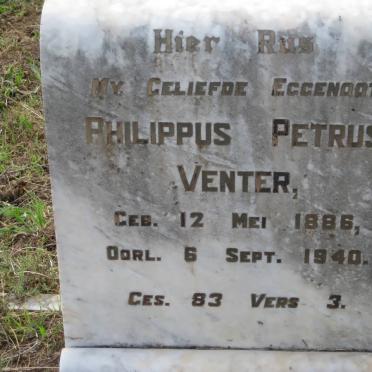 Hier Rus
My Geliefde Eggenoot
Philippus Petrus
Venter,
Geb. 12 Mei 1886,
Oorl. 6 Sept. 1940.
Ges. 83 Vers 3.